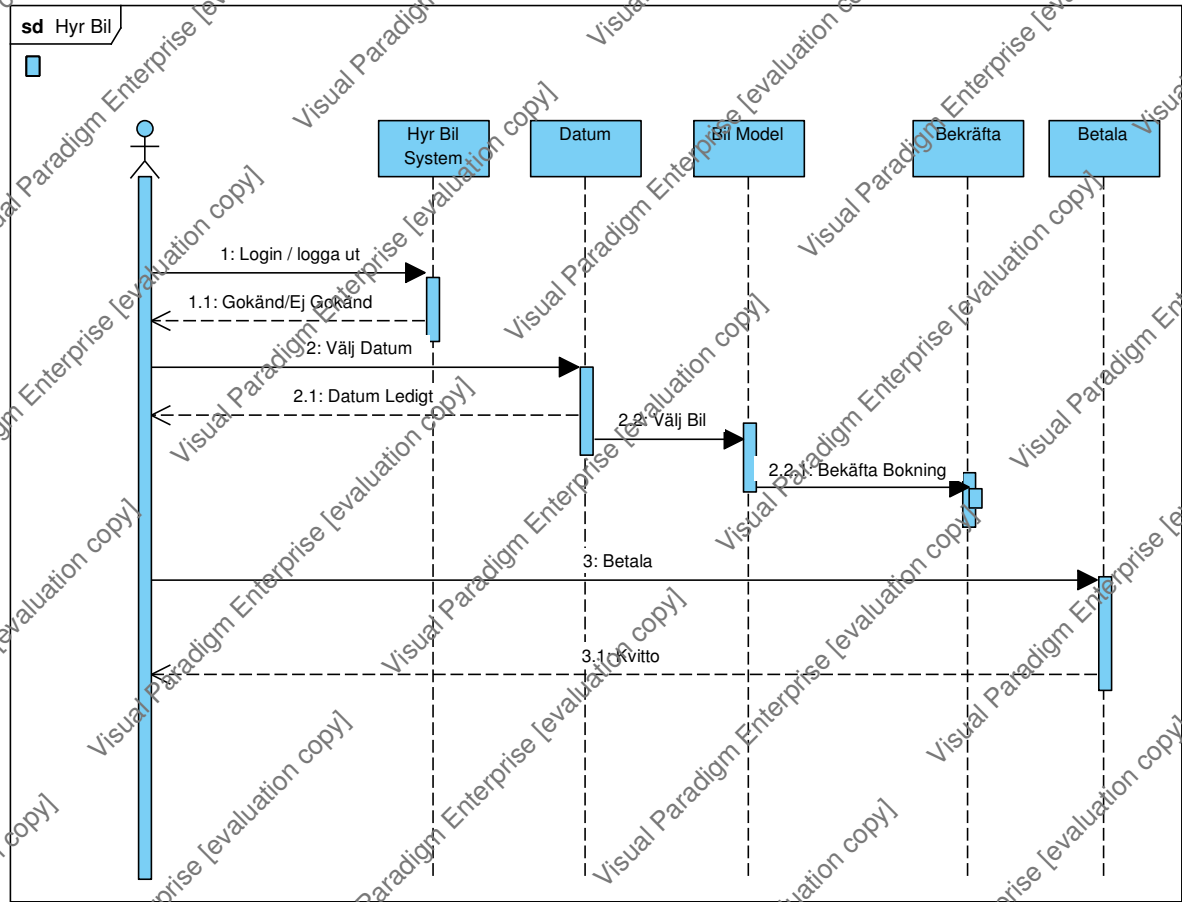 sd Hyr Bil
Hyr Bil
System
Datum
Bil Model
Bekräfta
Betala
1: Login / logga ut
1.1: Gokänd/Ej Gokänd
2: Välj Datum
2.1: Datum Ledigt
2.2: Välj Bil
2.2.1: Bekäfta Bokning
3: Betala
3.1: Kvitto
Visual Paradigm Enterprise [evaluation copy]